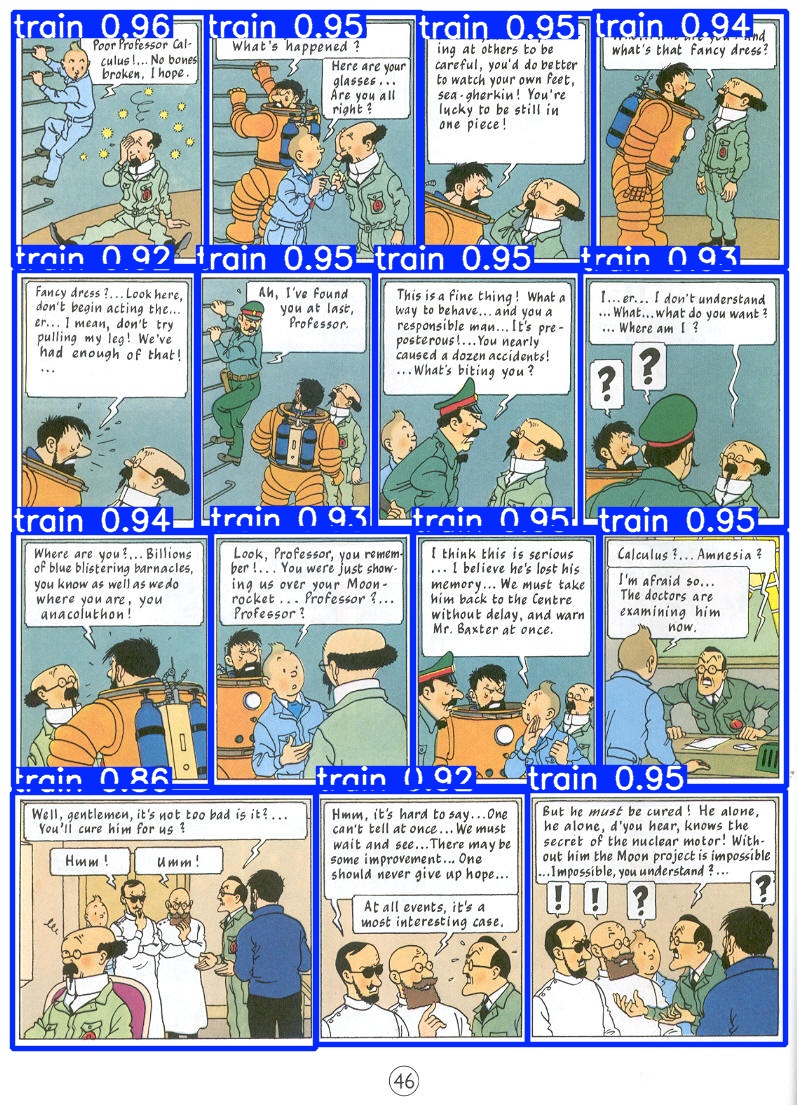 train 0.96
Poor Professor Cal-
culus!... No bones
broken, I hope.
train 0.95
What's happened?
Here are your
glasses...
Are you all
right?
train 0.95
ing at others to be
careful, you'd do better
to watch your own feet,
sea-gherkin! You're
lucky to be still in
one piece!
train 0.94
and
what's that fancy dress?
train 0.92
Fancy dress?... Look here,
don't begin acting the...
er... I mean, don't try
pulling my leg! We've
had enough of that!
...
train 0.95
Ah, I've found
you at last,
Professor.
train 0.95
This is a fine thing! What a
way to behave... and you a
responsible man... It's pre-
posterous!... You nearly
caused a dozen accidents!
...What's biting you?
train 0.93
I...er... I don't understand
...What...what do you want?
... Where am I?
?
?
train 0.94
Where are you?... Billions
of blue blistering barnacles,
you know as well as we do
where you are, you
anacoluthon!
train 0.93
Look, Professor, you remem-
ber!... You were just show-
ing us over your Moon-
rocket... Professor?...
Professor?
train 0.95
I think this is serious
... I believe he's lost his
memory... We must take
him back to the Centre
without delay, and warn
Mr. Baxter at once.
train 0.95
Calculus?... Amnesia?
I'm afraid so...
The doctors are
examining him
now.
train 0.86
Well, gentlemen, it's not too bad is it?...
You'll cure him for us?
Hmm!
Umm!
train 0.92
Hmm, it's hard to say...One
can't tell at once... We must
wait and see...There may be
some improvement... One
should never give up hope...
At all events, it's a
most interesting case.
train 0.95
But he must be cured! He alone,
he alone, d'you hear, knows the
secret of the nuclear motor! With-
out him the Moon project is impossible
...Impossible, you understand?...
!
!
?
?
46